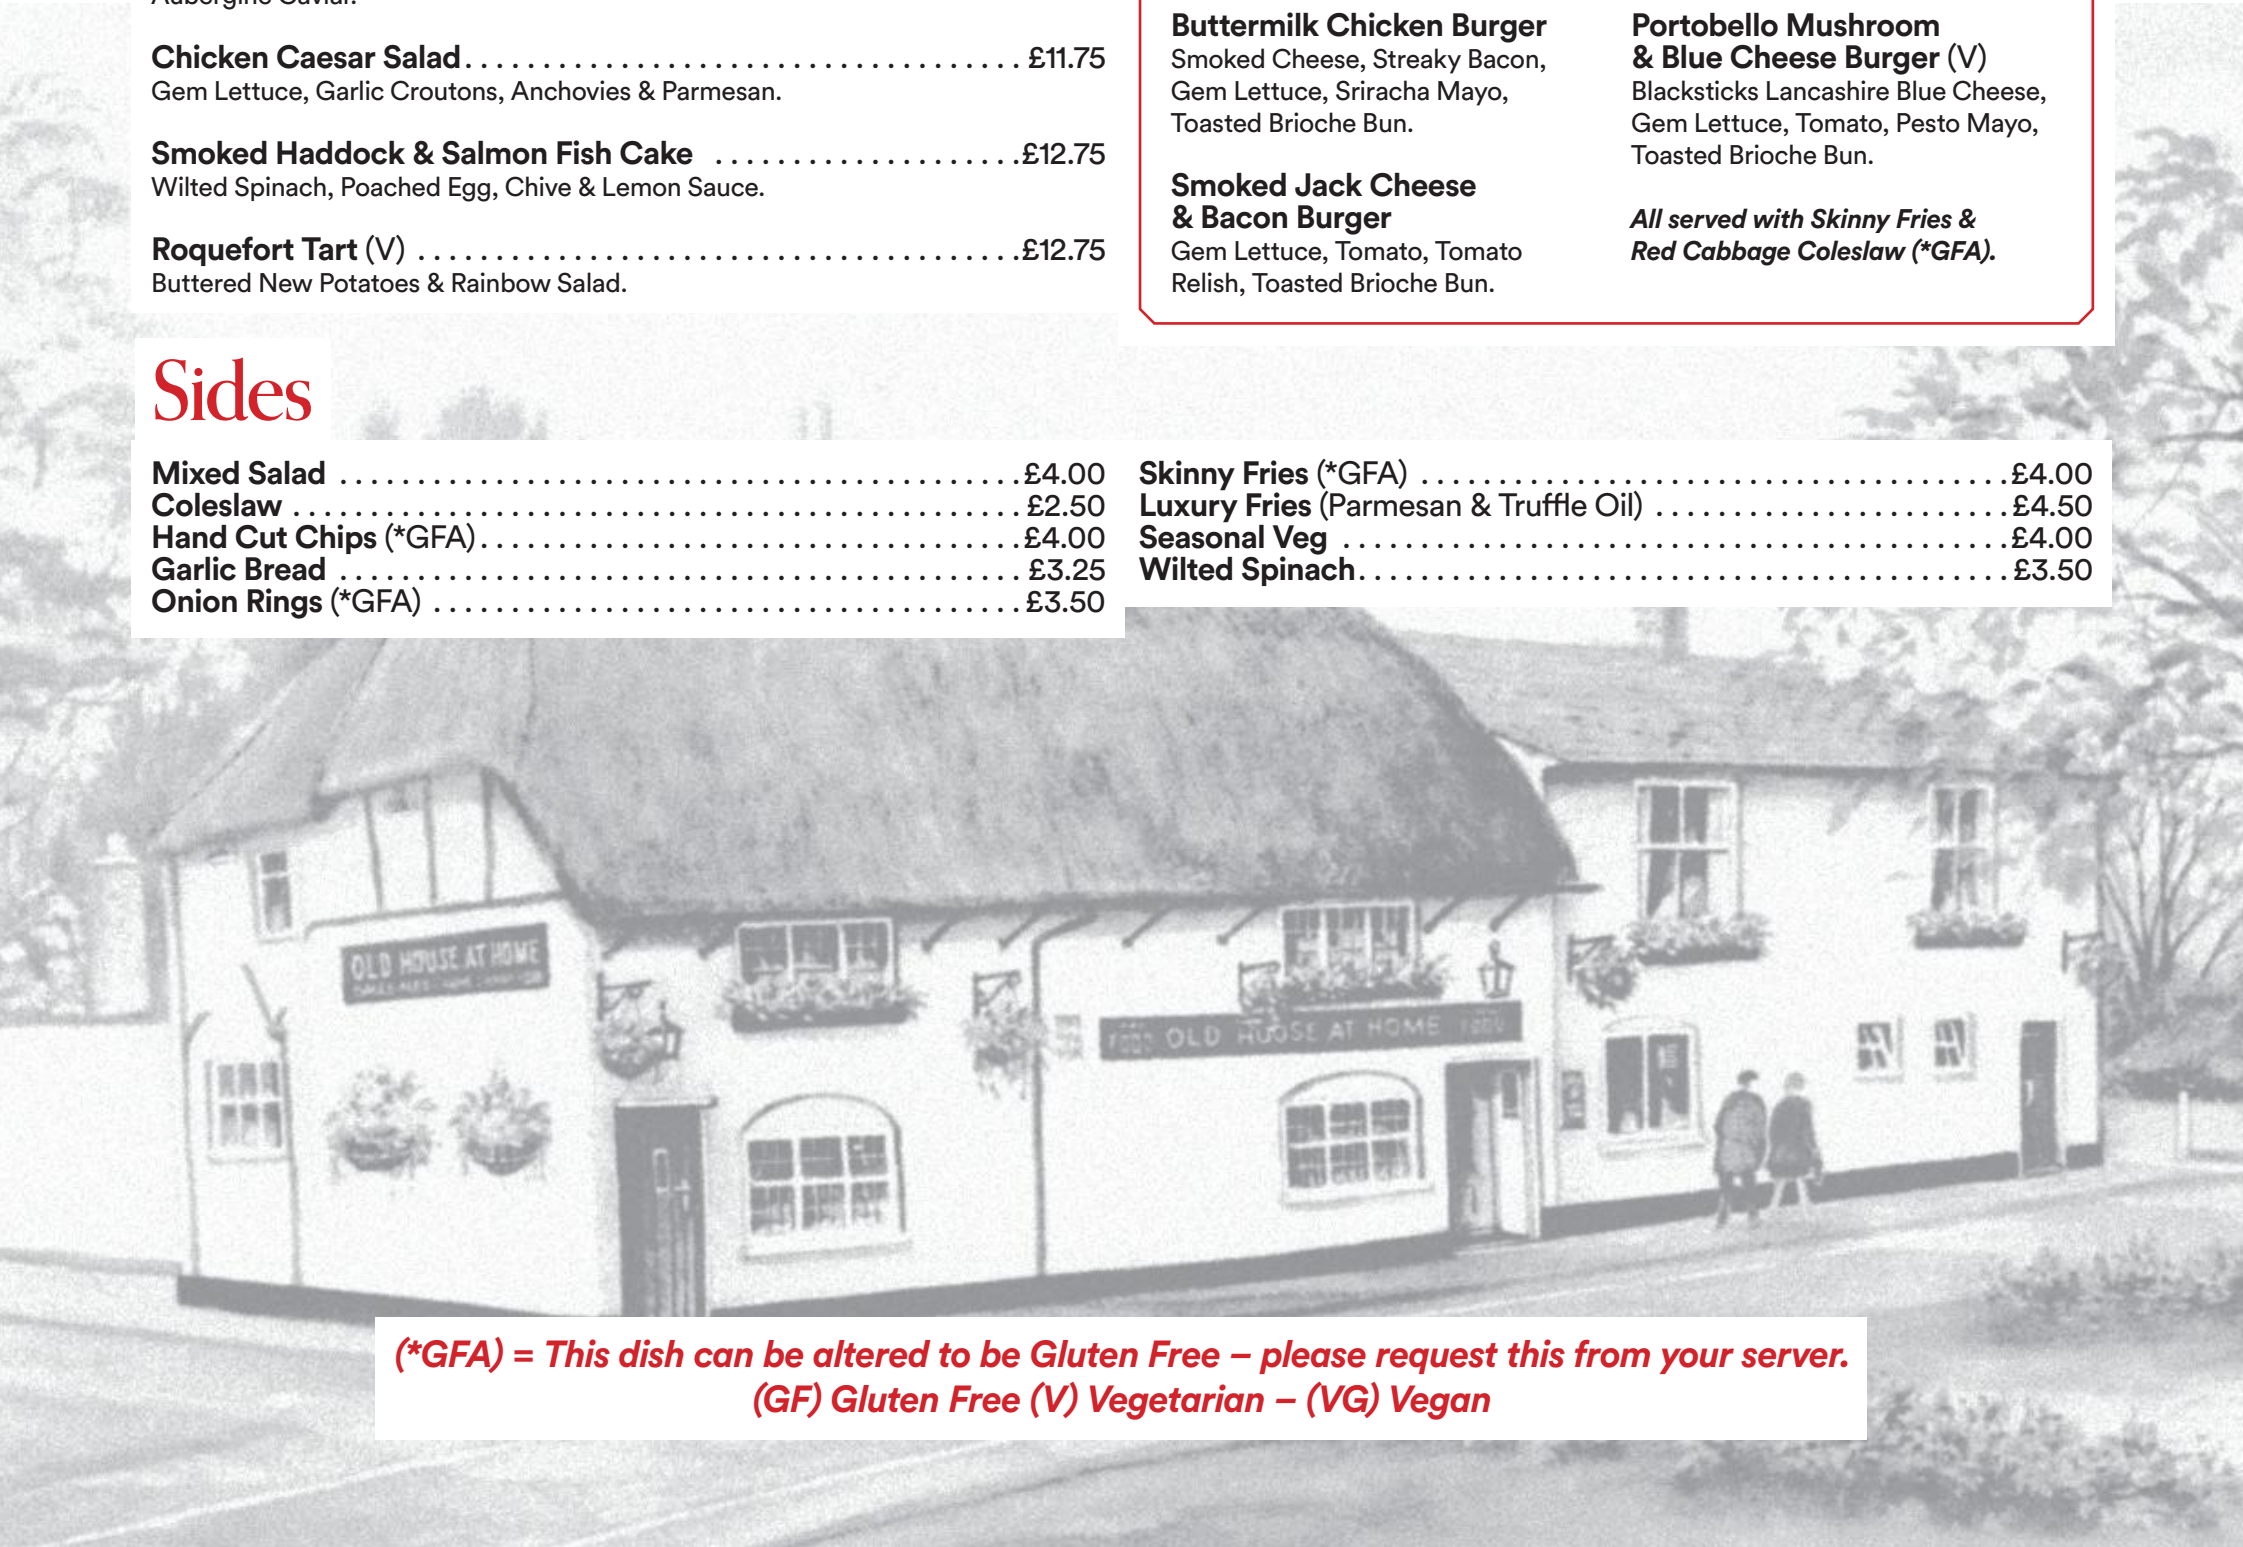 Aubergine Caviar.
Chicken Caesar Salad. . . . . . . . . . . . . . . . . . . . . . . . . . . . . . . . . . . . £11.75
Gem Lettuce, Garlic Croutons, Anchovies & Parmesan.
Smoked Haddock & Salmon Fish Cake . . . . . . . . . . . . . . . . . . . .£12.75
Wilted Spinach, Poached Egg, Chive & Lemon Sauce.
Roquefort Tart (V) . . . . . . . . . . . . . . . . . . . . . . . . . . . . . . . . . . . . . . .£12.75
Buttered New Potatoes & Rainbow Salad.
Buttermilk Chicken Burger
Smoked Cheese, Streaky Bacon,
Gem Lettuce, Sriracha Mayo,
Toasted Brioche Bun.
Smoked Jack Cheese
& Bacon Burger
Gem Lettuce, Tomato, Tomato
Relish, Toasted Brioche Bun.
Portobello Mushroom
& Blue Cheese Burger (V)
Blacksticks Lancashire Blue Cheese,
Gem Lettuce, Tomato, Pesto Mayo,
Toasted Brioche Bun.
All served with Skinny Fries &
Red Cabbage Coleslaw (*GFA).
Sides
Mixed Salad . . . . . . . . . . . . . . . . . . . . . . . . . . . . . . . . . . . . . . . . . . . .£4.00
Coleslaw . . . . . . . . . . . . . . . . . . . . . . . . . . . . . . . . . . . . . . . . . . . . . . . £2.50
Hand Cut Chips (*GFA). . . . . . . . . . . . . . . . . . . . . . . . . . . . . . . . . . .£4.00
Garlic Bread . . . . . . . . . . . . . . . . . . . . . . . . . . . . . . . . . . . . . . . . . . . . £3.25
Onion Rings (*GFA) . . . . . . . . . . . . . . . . . . . . . . . . . . . . . . . . . . . . . .£3.50
Skinny Fries (*GFA) . . . . . . . . . . . . . . . . . . . . . . . . . . . . . . . . . . . . . .£4.00
Luxury Fries (Parmesan & Truffle Oil) . . . . . . . . . . . . . . . . . . . . . . . £4.50
Seasonal Veg . . . . . . . . . . . . . . . . . . . . . . . . . . . . . . . . . . . . . . . . . . .£4.00
Wilted Spinach. . . . . . . . . . . . . . . . . . . . . . . . . . . . . . . . . . . . . . . . . . £3.50
OLD HOUSE AT HOME
FOOD OLD HOUSE AT HOME FOOD
(*GFA) = This dish can be altered to be Gluten Free – please request this from your server.
(GF) Gluten Free (V) Vegetarian – (VG) Vegan